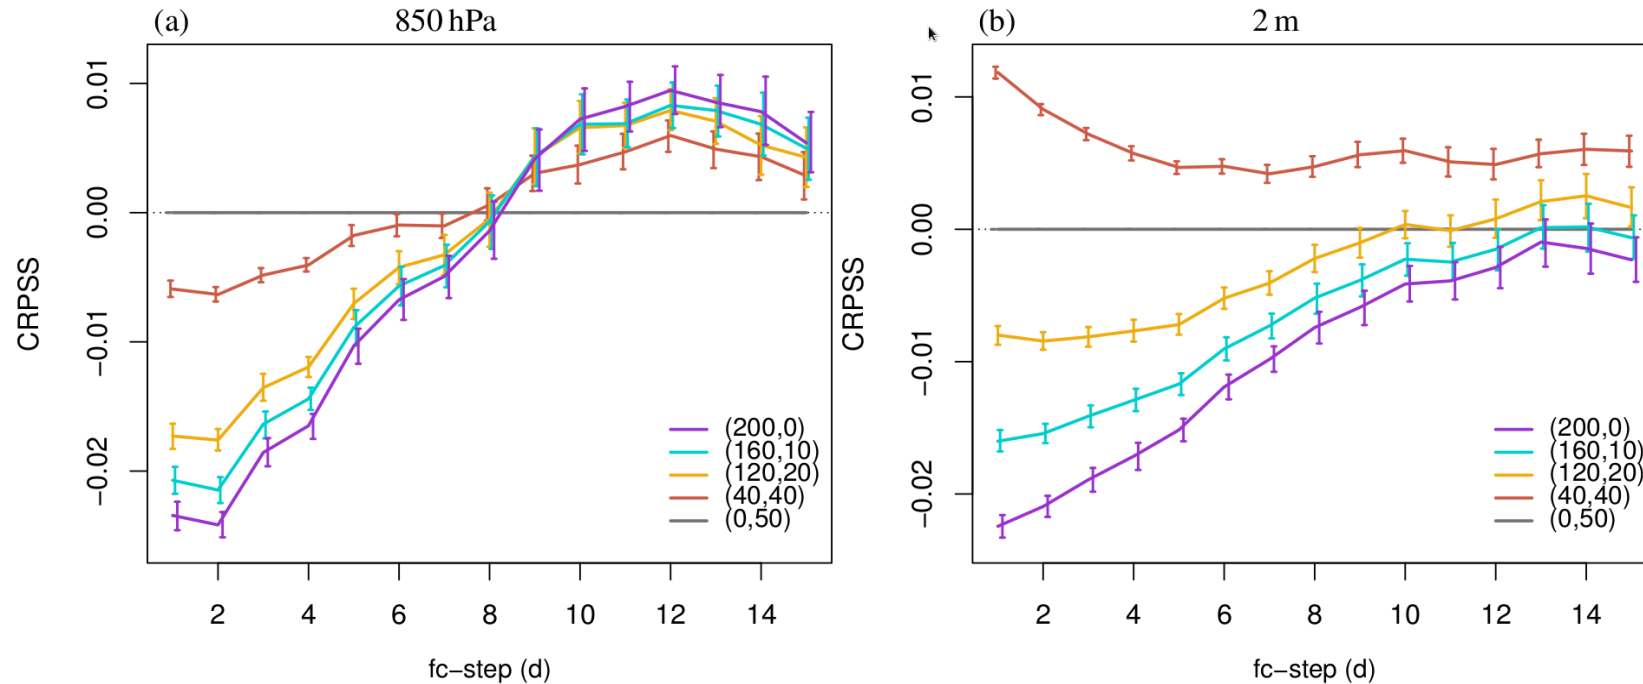 (a) 850 hPa
0.01
0.00
−0.01
−0.02
CRPSS
(200,0)
(160,10)
(120,20)
(40,40)
(0,50)
2 4 6 8 10 12 14
fc−step (d)
(b) 2 m
0.01
0.00
−0.01
−0.02
CRPSS
(200,0)
(160,10)
(120,20)
(40,40)
(0,50)
2 4 6 8 10 12 14
fc−step (d)